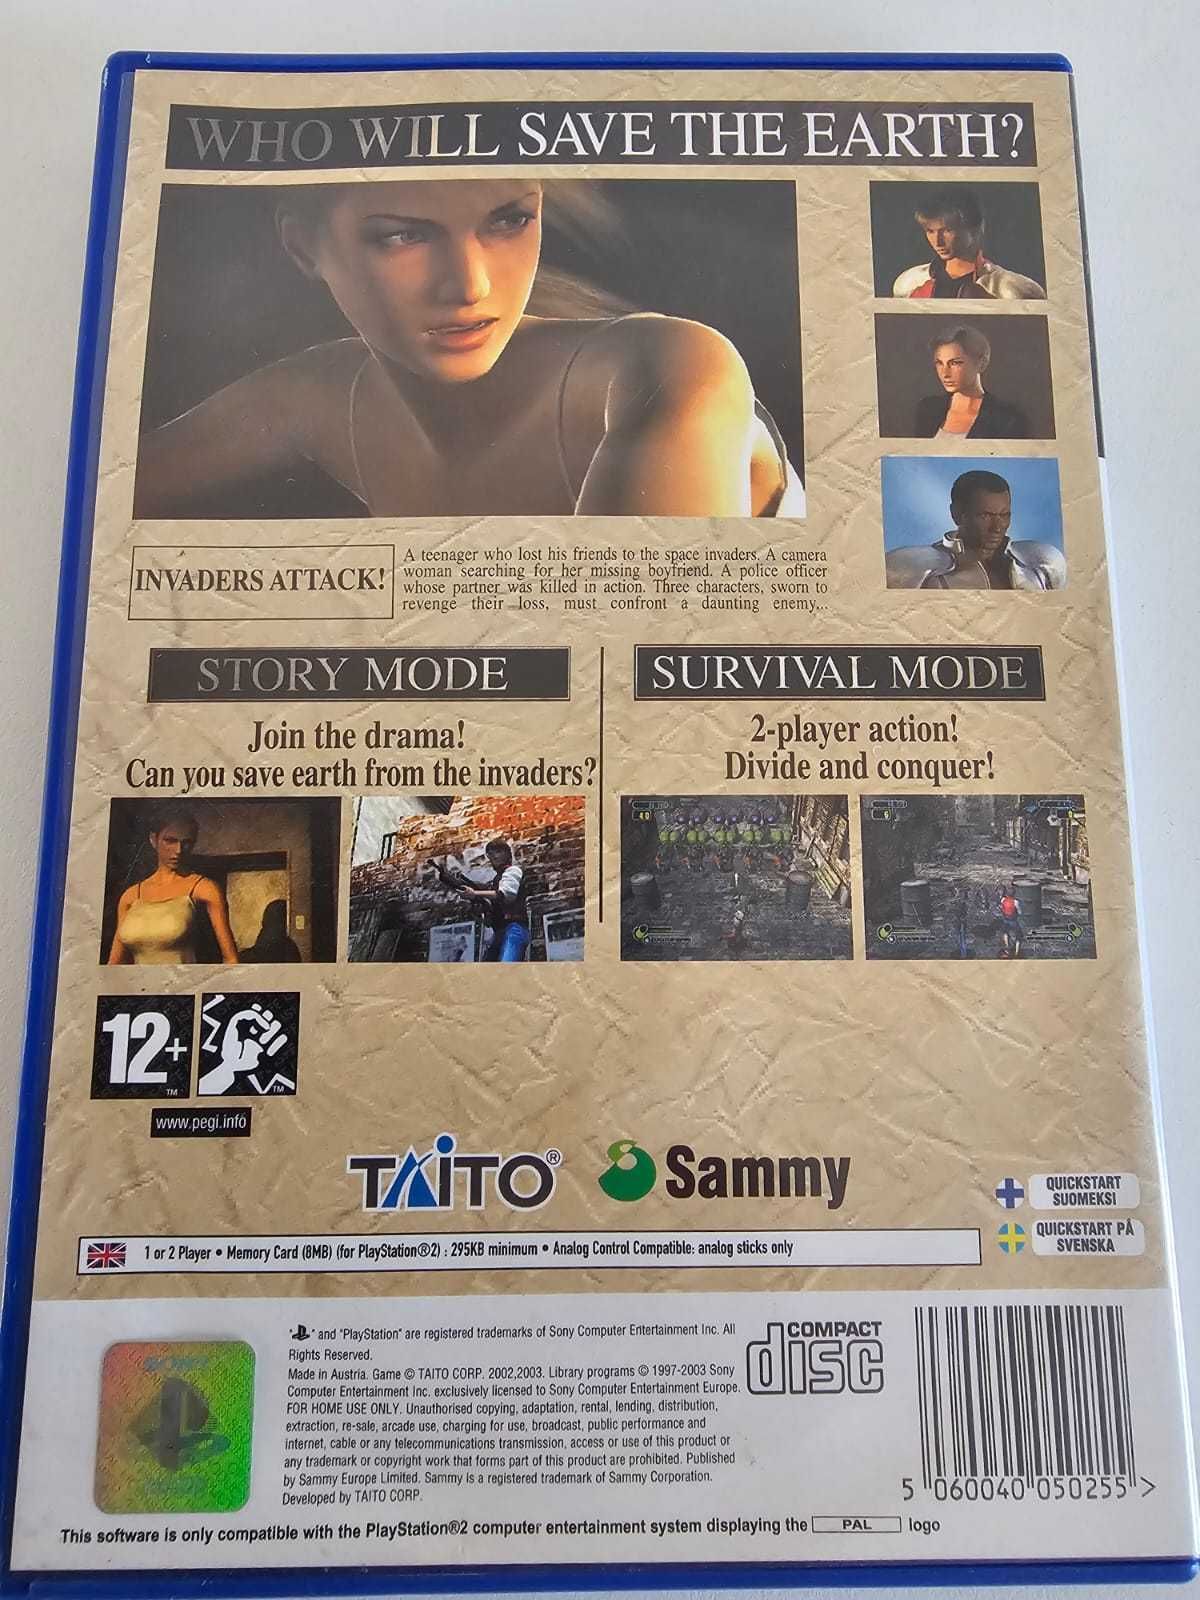 WHO WILL SAVE THE EARTH?
INVADERS ATTACK!
A teenager who lost his friends to the space invaders. A camera
woman searching for her missing boyfriend. A police officer
whose partner was killed in action. Three characters, sworn to
revenge their loss, must confront a daunting enemy...
STORY MODE
Join the drama!
Can you save earth from the invaders?
SURVIVAL MODE
2-player action!
Divide and conquer!
12+
TM
TM
www.pegi.info
TAITO®
Sammy
QUICKSTART
SUOMEKSI
QUICKSTART PÅ
SVENSKA
1 or 2 Player • Memory Card (8MB) (for PlayStation®2) : 295KB minimum • Analog Control Compatible: analog sticks only
" " and "PlayStation" are registered trademarks of Sony Computer Entertainment Inc. All
Rights Reserved.
Made in Austria. Game © TAITO CORP. 2002,2003. Library programs © 1997-2003 Sony
Computer Entertainment Inc. exclusively licensed to Sony Computer Entertainment Europe.
FOR HOME USE ONLY. Unauthorised copying, adaptation, rental, lending, distribution,
extraction, re-sale, arcade use, charging for use, broadcast, public performance and
internet, cable or any telecommunications transmission, access or use of this product or
any trademark or copyright work that forms part of this product are prohibited. Published
by Sammy Europe Limited. Sammy is a registered trademark of Sammy Corporation.
Developed by TAITO CORP.
COMPACT
disc
5 060040 050255 >
This software is only compatible with the PlayStation®2 computer entertainment system displaying the PAL logo